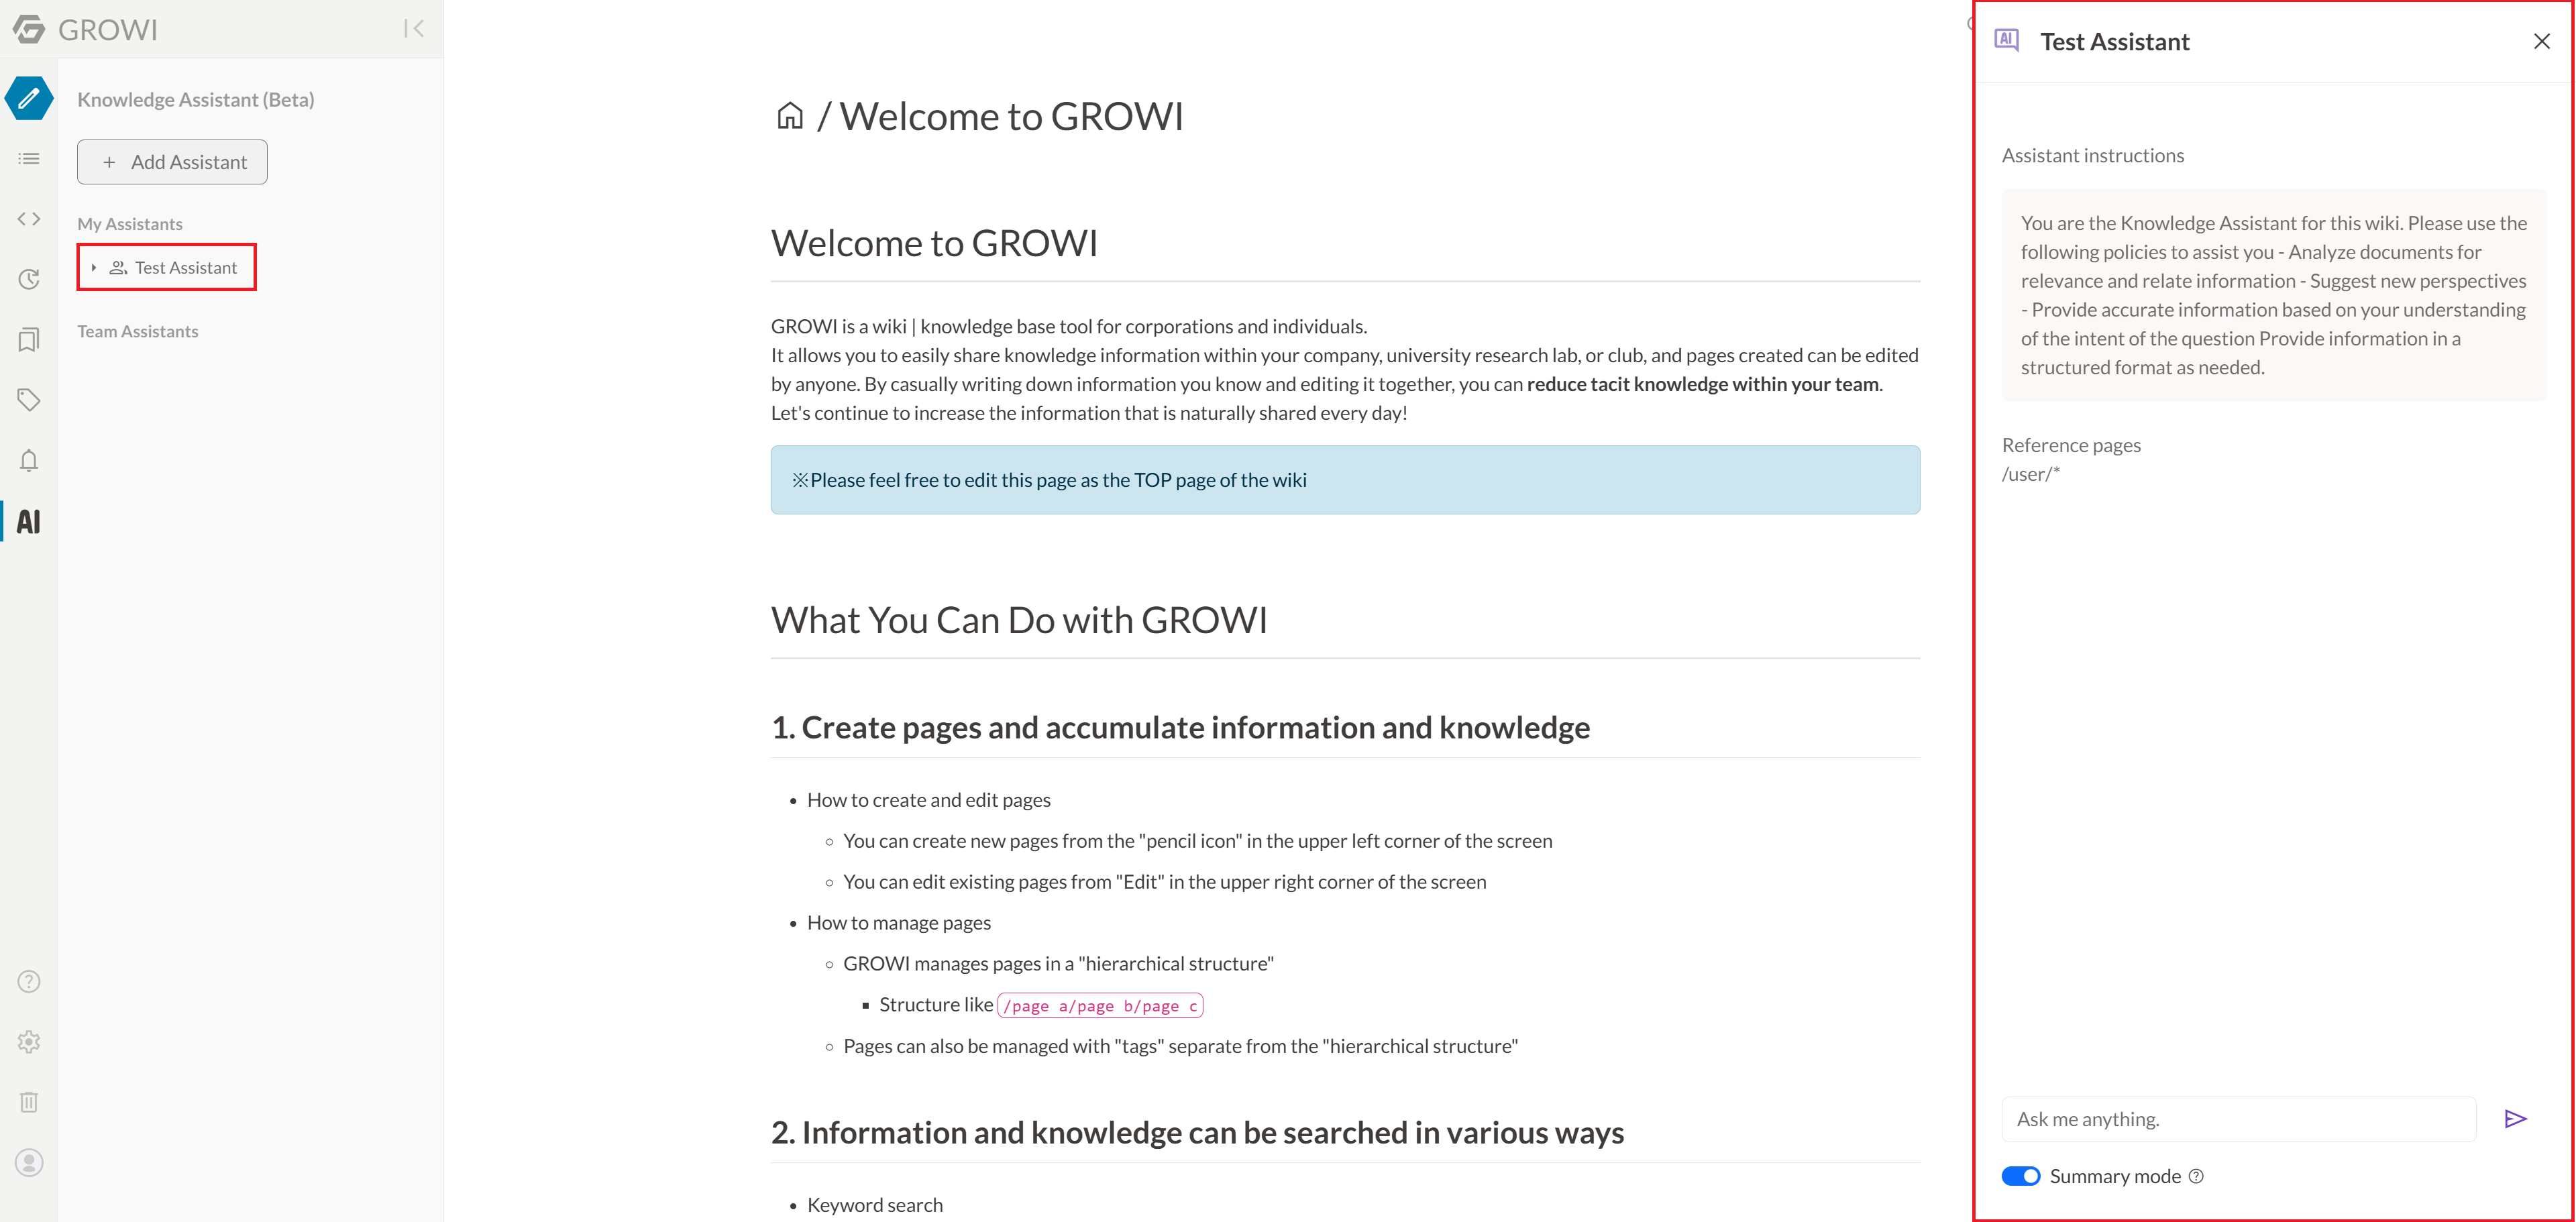 GROWI
Knowledge Assistant (Beta)
+ Add Assistant
My Assistants
Test Assistant
Team Assistants
AI
/ Welcome to GROWI
Welcome to GROWI
GROWI is a wiki | knowledge base tool for corporations and individuals.
It allows you to easily share knowledge information within your company, university research lab, or club, and pages created can be edited
by anyone. By casually writing down information you know and editing it together, you can reduce tacit knowledge within your team.
Let's continue to increase the information that is naturally shared every day!
※Please feel free to edit this page as the TOP page of the wiki
What You Can Do with GROWI
1. Create pages and accumulate information and knowledge
• How to create and edit pages
◦ You can create new pages from the "pencil icon" in the upper left corner of the screen
◦ You can edit existing pages from "Edit" in the upper right corner of the screen
• How to manage pages
◦ GROWI manages pages in a "hierarchical structure"
▪ Structure like /page a/page b/page c
◦ Pages can also be managed with "tags" separate from the "hierarchical structure"
2. Information and knowledge can be searched in various ways
• Keyword search
AI Test Assistant
Assistant instructions
You are the Knowledge Assistant for this wiki. Please use the
following policies to assist you - Analyze documents for
relevance and relate information - Suggest new perspectives
- Provide accurate information based on your understanding
of the intent of the question Provide information in a
structured format as needed.
Reference pages
/user/*
Ask me anything.
Summary mode